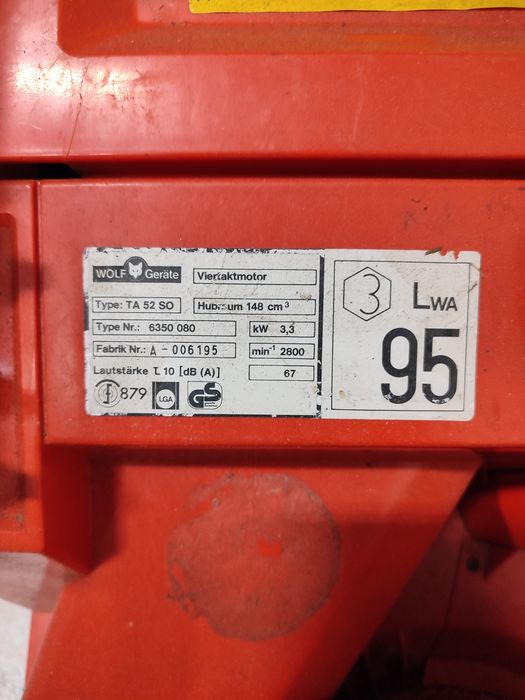 WOLF Geräte
Viertaktmotor
Type: TA 52 SO
Hubraum 148 cm³
Type Nr.: 6350 080
kW 3,3
Fabrik Nr.: A - 006195
min⁻¹ 2800
Lautstärke L 10 [dB (A)]
67
879 LGA GS
3 LWA
95